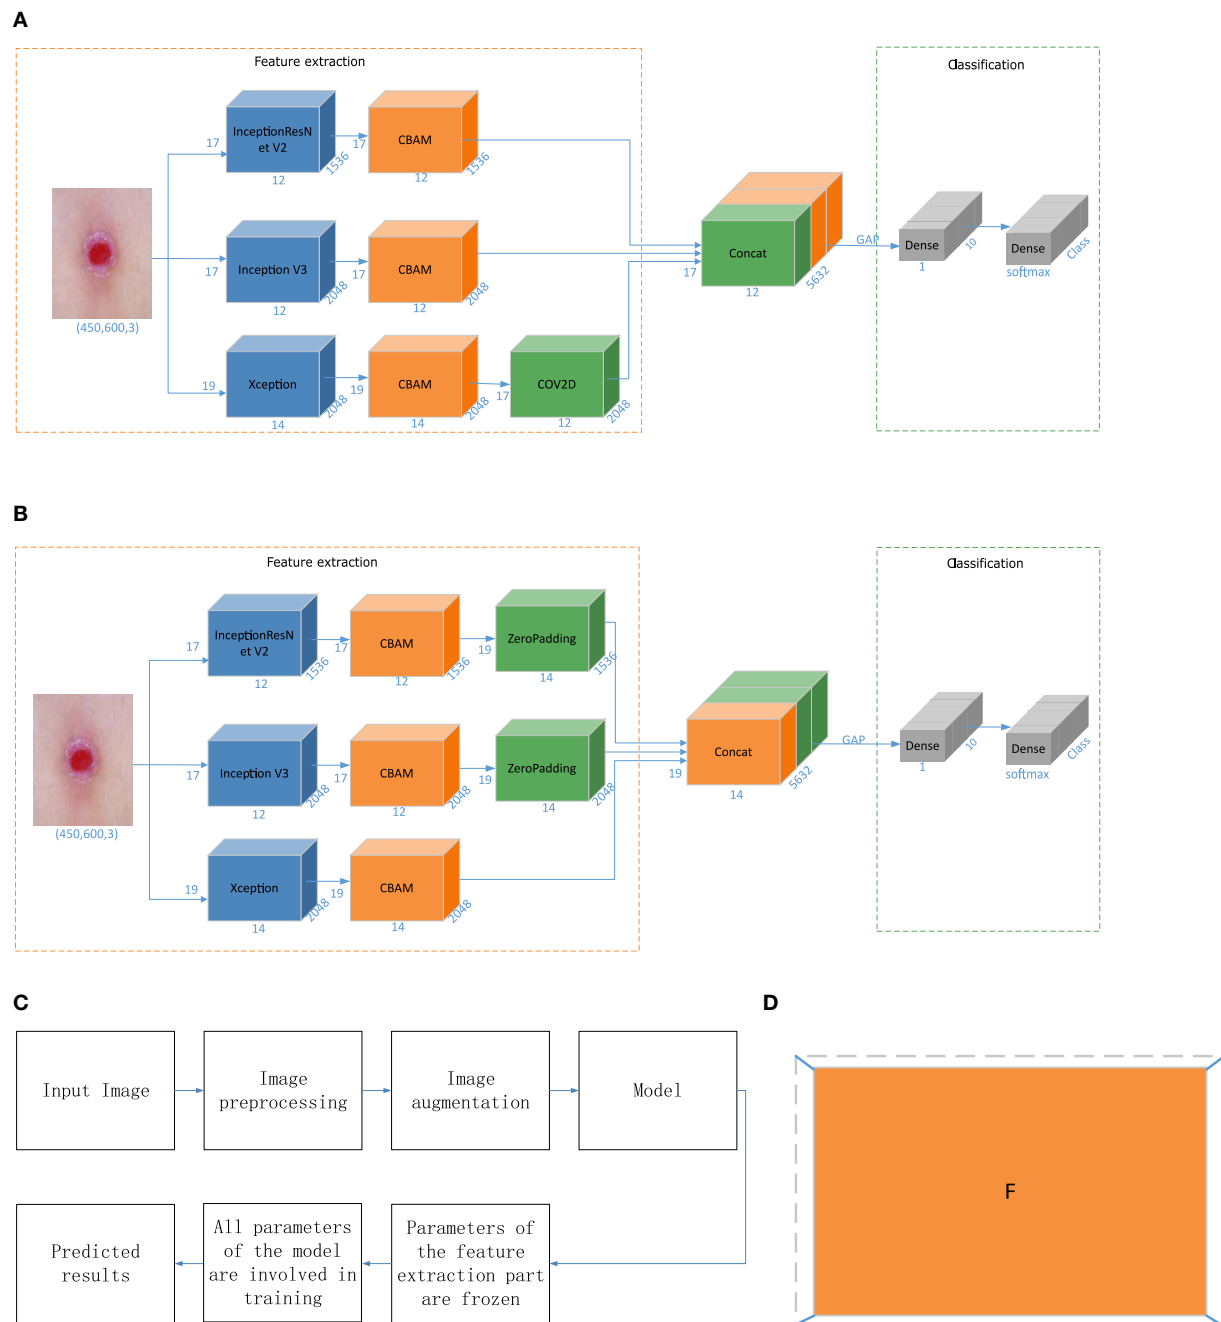 A
Feature extraction
Classification
InceptionResN
et V2
17
12
1536
CBAM
17
12
1536
Inception V3
17
12
2048
CBAM
17
12
2048
(450,600,3)
Xception
19
14
2048
CBAM
19
14
2048
COV2D
17
12
2048
Concat
17
12
5632
GAP
Dense
1
10
Dense
softmax
Class
B
Feature extraction
Classification
InceptionResN
et V2
17
12
1536
CBAM
17
12
1536
ZeroPadding
19
14
1536
Inception V3
17
12
2048
CBAM
17
12
2048
ZeroPadding
19
14
2048
(450,600,3)
Xception
19
14
2048
CBAM
19
14
2048
Concat
19
14
5632
GAP
Dense
1
10
Dense
softmax
Class
C
Input Image
Image
preprocessing
Image
augmentation
Model
Predicted
results
All parameters
of the model
are involved in
training
Parameters of
the feature
extraction part
are frozen
D
F